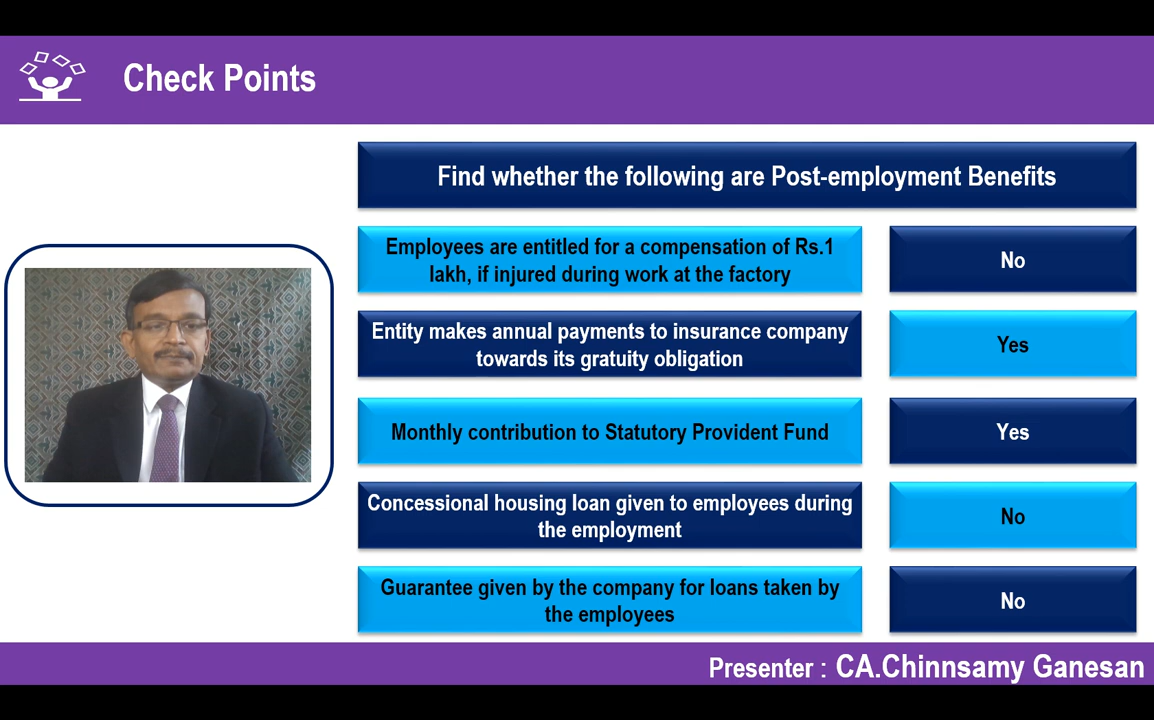 Check Points
Find whether the following are Post-employment Benefits
Employees are entitled for a compensation of Rs.1
lakh, if injured during work at the factory
No
Entity makes annual payments to insurance company
towards its gratuity obligation
Yes
Monthly contribution to Statutory Provident Fund
Yes
Concessional housing loan given to employees during
the employment
No
Guarantee given by the company for loans taken by
the employees
No
Presenter : CA.Chinnsamy Ganesan